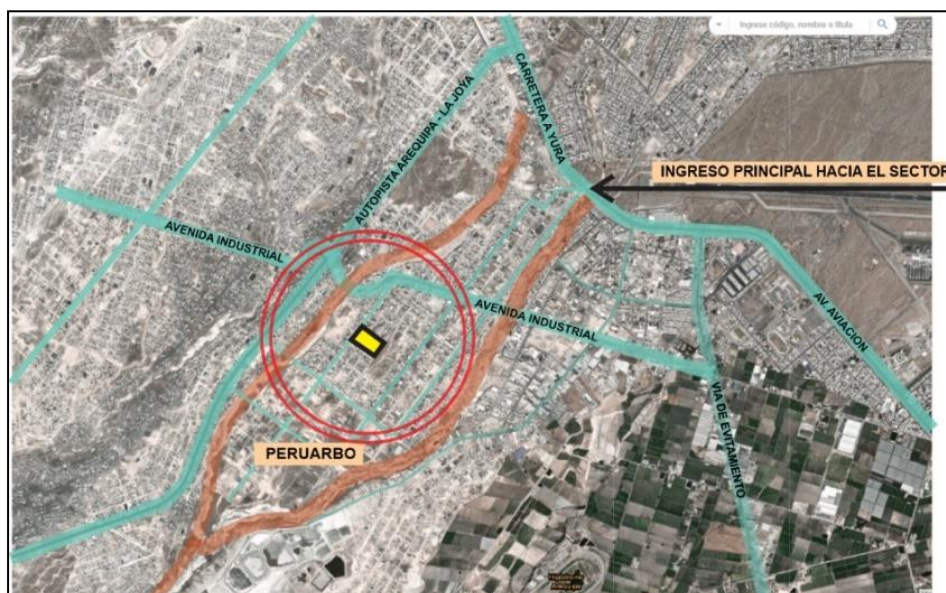 Ingrese código, nombre o titula
CARRETERA A YURA
AUTOPISTA AREQUIPA - LA JOYA
INGRESO PRINCIPAL HACIA EL SECTOR
AVENIDA INDUSTRIAL
AVENIDA INDUSTRIAL
AV. AVIACION
VIA DE EVITAMIENTO
PERUARBO